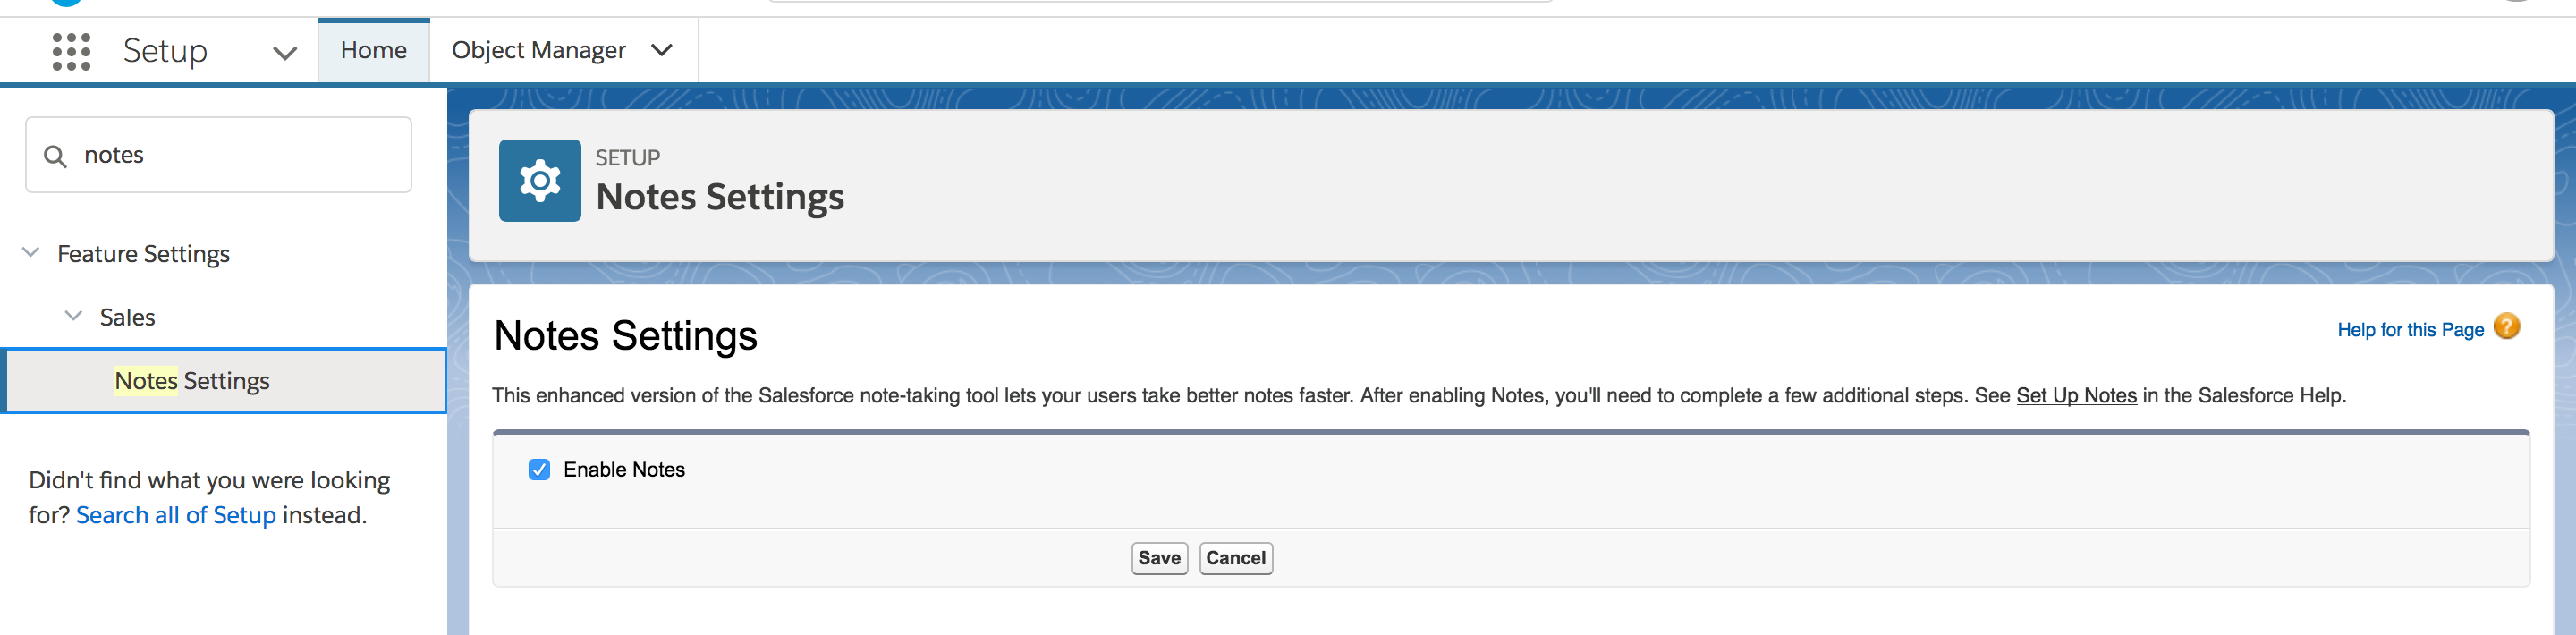 Setup
Home
Object Manager
notes
Feature Settings
Sales
Notes Settings
Didn't find what you were looking
for? Search all of Setup instead.
SETUP
Notes Settings
Notes Settings
Help for this Page ?
This enhanced version of the Salesforce note-taking tool lets your users take better notes faster. After enabling Notes, you'll need to complete a few additional steps. See Set Up Notes in the Salesforce Help.
Enable Notes
Save Cancel